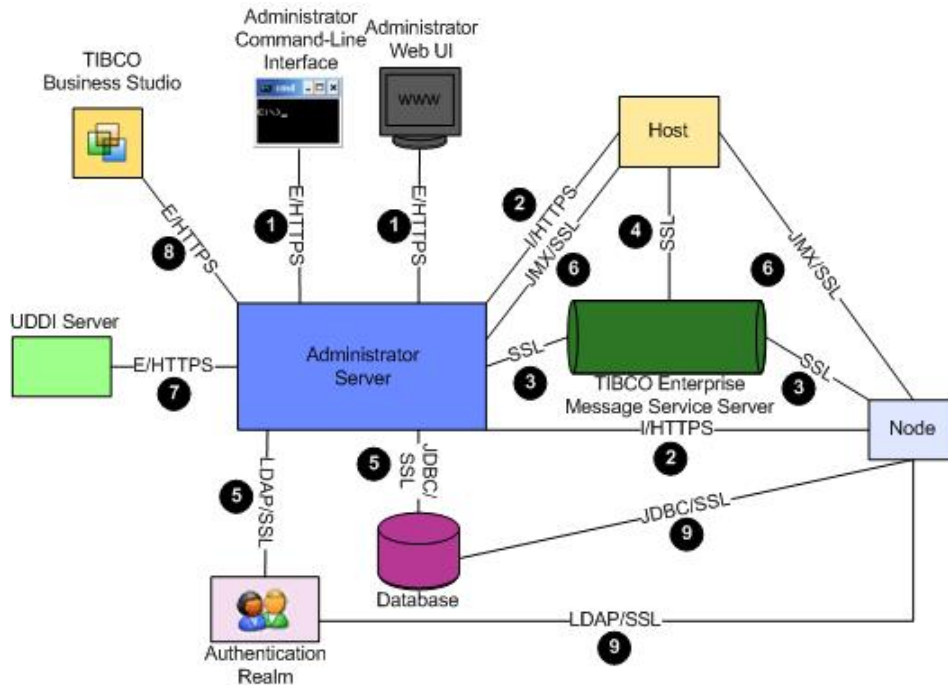 Administrator
Command-Line
Interface
Administrator
Web UI
TIBCO
Business Studio
cmd
C:\>_
WWW
Host
E/HTTPS
8
E/HTTPS
1
E/HTTPS
1
2
I/HTTPS
JMX/SSL
6
4
SSL
JMX/SSL
6
UDDI Server
E/HTTPS
7
Administrator
Server
SSL
3
TIBCO Enterprise
Message Service Server
SSL
3
Node
I/HTTPS
2
LDAP/SSL
5
JDBC/
SSL
5
JDBC/SSL
9
Database
LDAP/SSL
9
Authentication
Realm